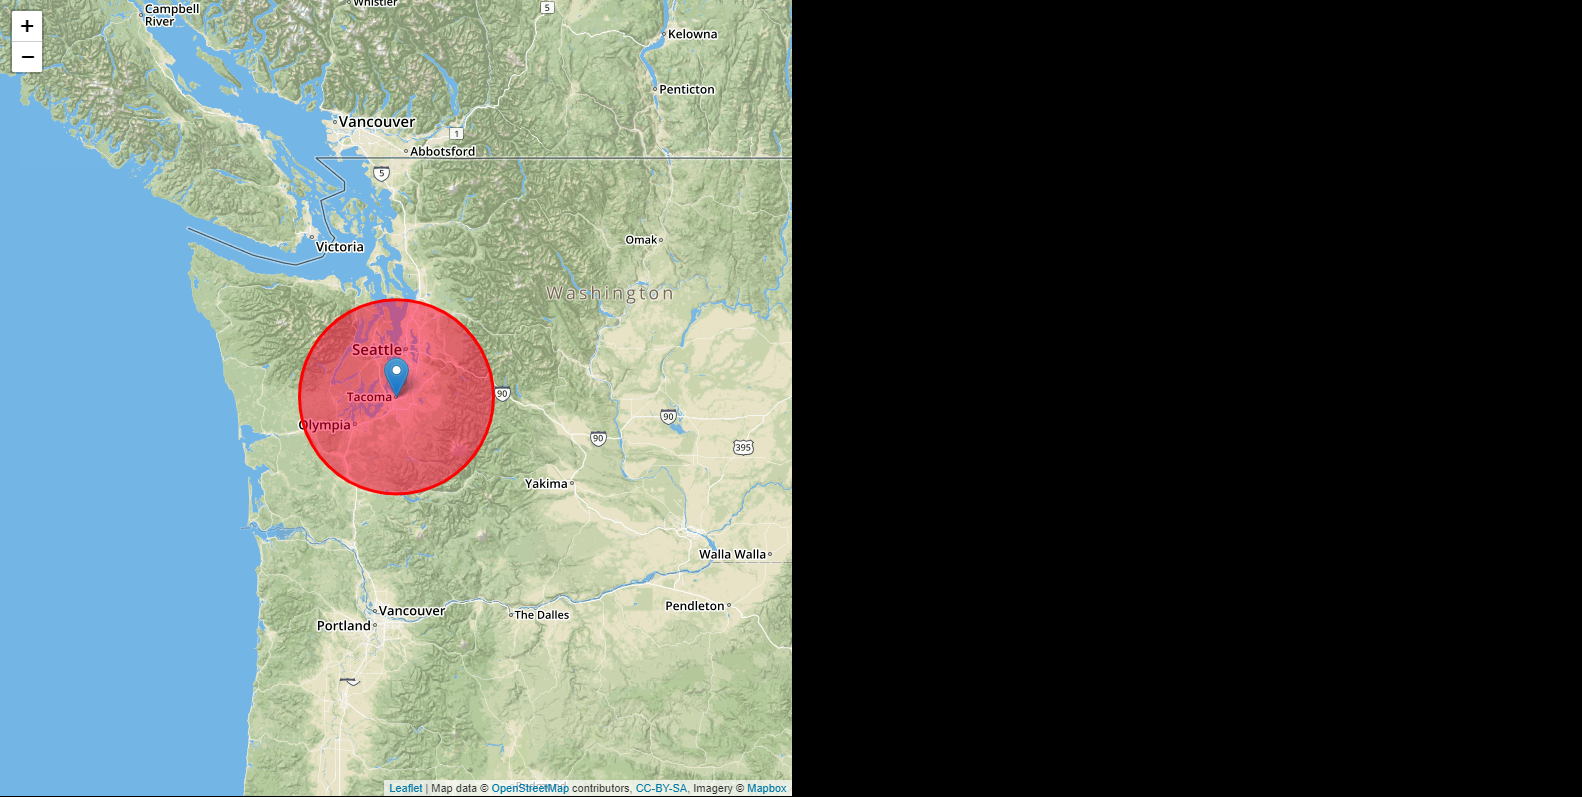 +
−
Campbell
River
Whistler
5
Kelowna
Penticton
Vancouver
1
Abbotsford
5
Victoria
Omak
Washington
Seattle
Tacoma
90
90
Olympia
90
395
Yakima
Walla Walla
Vancouver
The Dalles
Pendleton
Portland
Leaflet | Map data © OpenStreetMap contributors, CC-BY-SA, Imagery © Mapbox